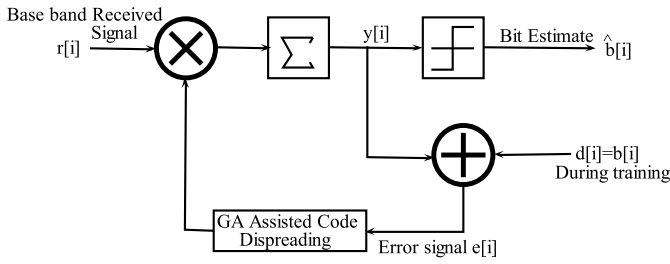 Base band Received
Signal
r[i]
Σ
y[i]
Bit Estimate
b̂[i]
d[i]=b[i]
During training
GA Assisted Code
Dispreading
Error signal e[i]